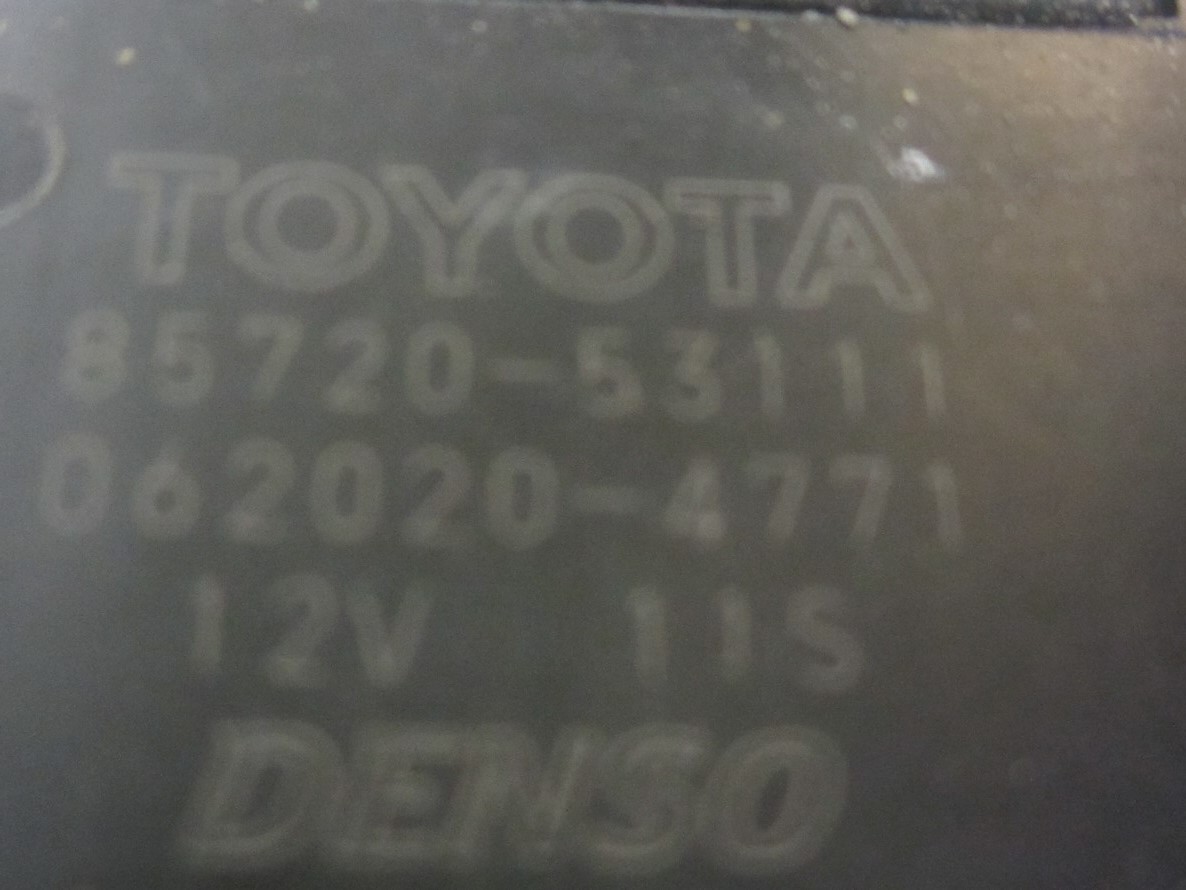 TOYOTA
85720-53111
062020-4771
12V 11S
DENSO